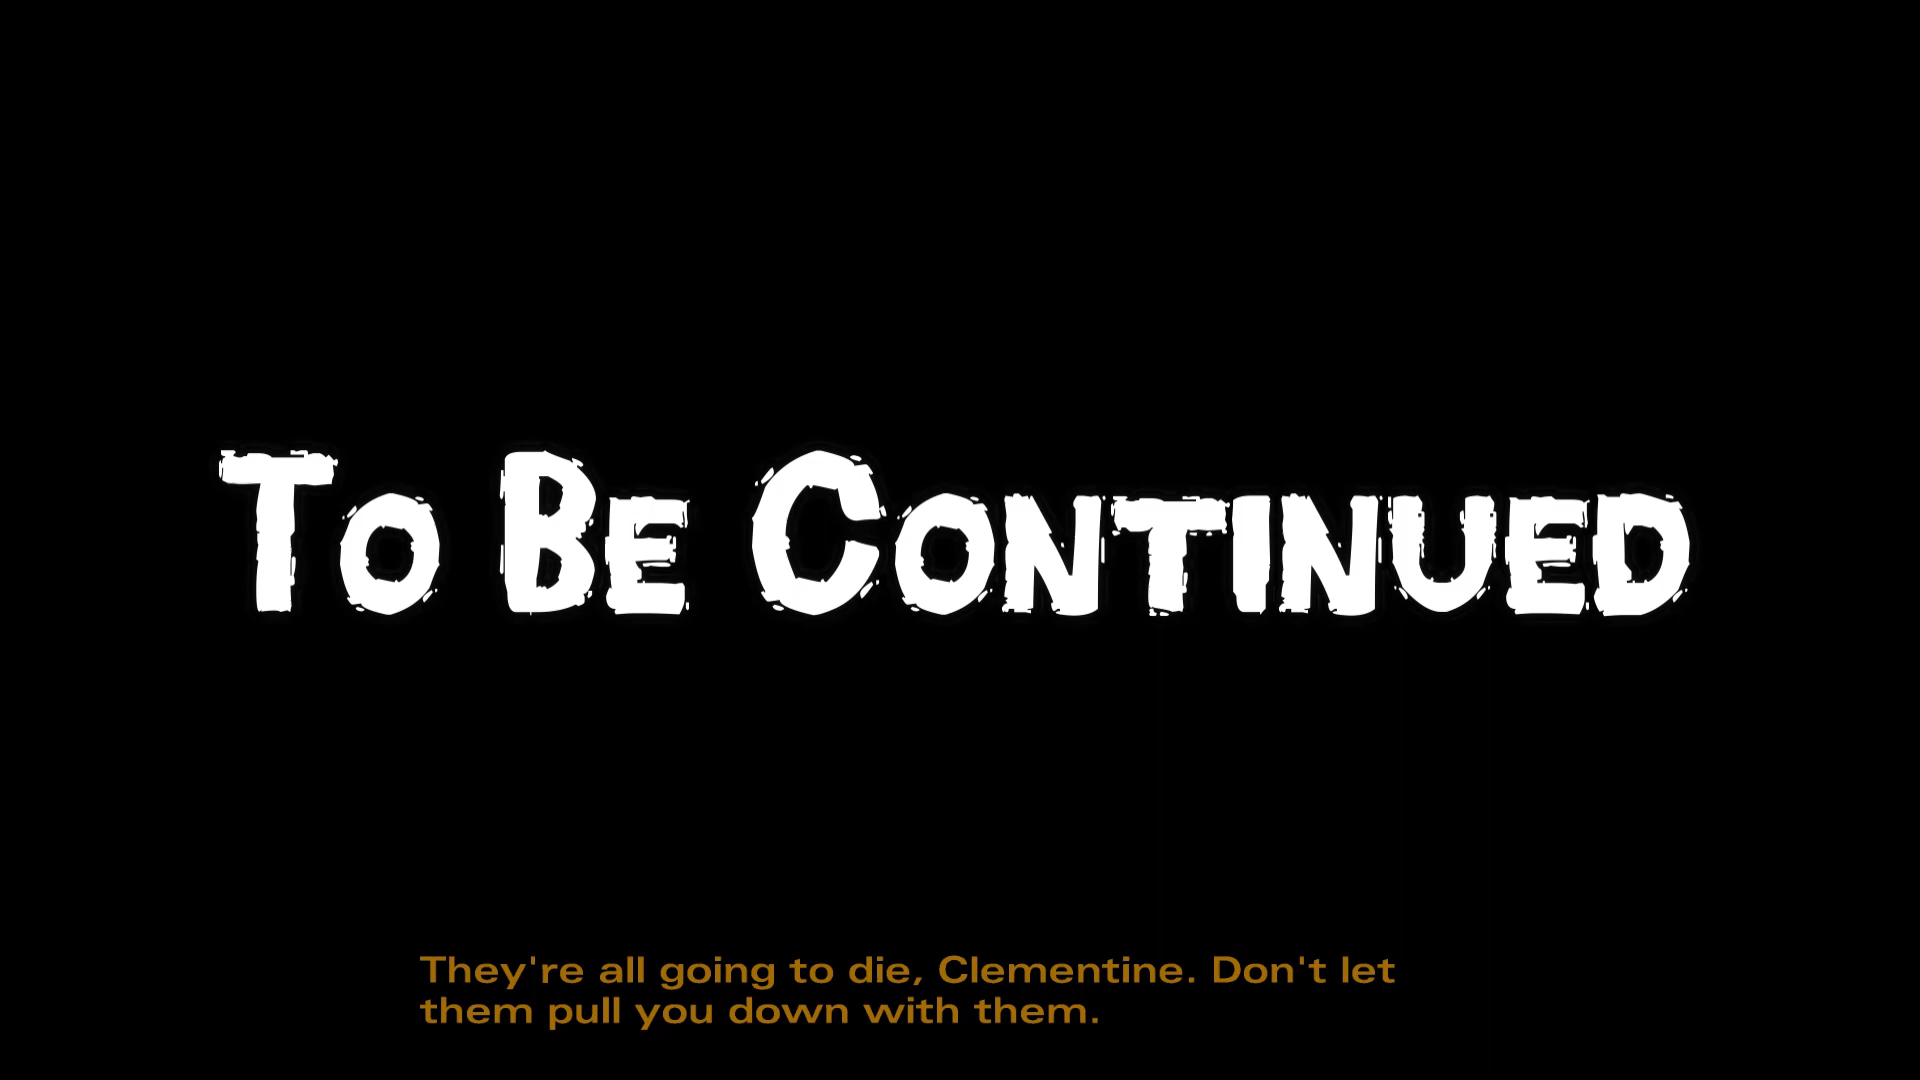 To Be Continued
They're all going to die, Clementine. Don't let
them pull you down with them.